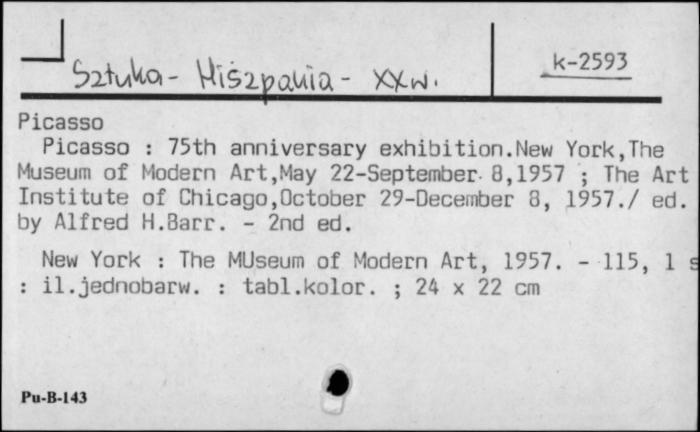 Sztuka - Hiszpania - XXw.
k-2593
Picasso
Picasso : 75th anniversary exhibition.New York,The
Museum of Modern Art,May 22-September 8,1957 ; The Art
Institute of Chicago,October 29-December 8, 1957./ ed.
by Alfred H.Barr. - 2nd ed.
New York : The MUseum of Modern Art, 1957. - 115, 1 s
: il.jednobarw. : tabl.kolor. ; 24 x 22 cm
Pu-B-143